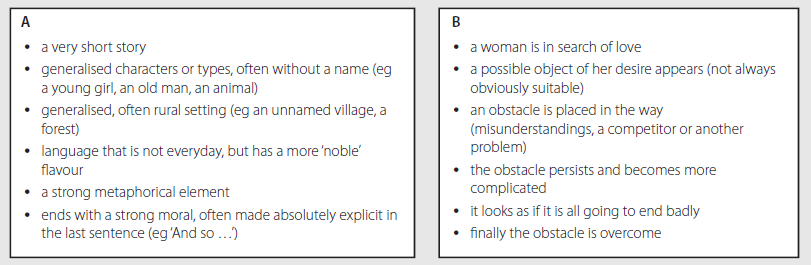 A
• a very short story
• generalised characters or types, often without a name (eg
a young girl, an old man, an animal)
• generalised, often rural setting (eg an unnamed village, a
forest)
• language that is not everyday, but has a more ‘noble’
flavour
• a strong metaphorical element
• ends with a strong moral, often made absolutely explicit in
the last sentence (eg ‘And so …’)
B
• a woman is in search of love
• a possible object of her desire appears (not always
obviously suitable)
• an obstacle is placed in the way
(misunderstandings, a competitor or another
problem)
• the obstacle persists and becomes more
complicated
• it looks as if it is all going to end badly
• finally the obstacle is overcome